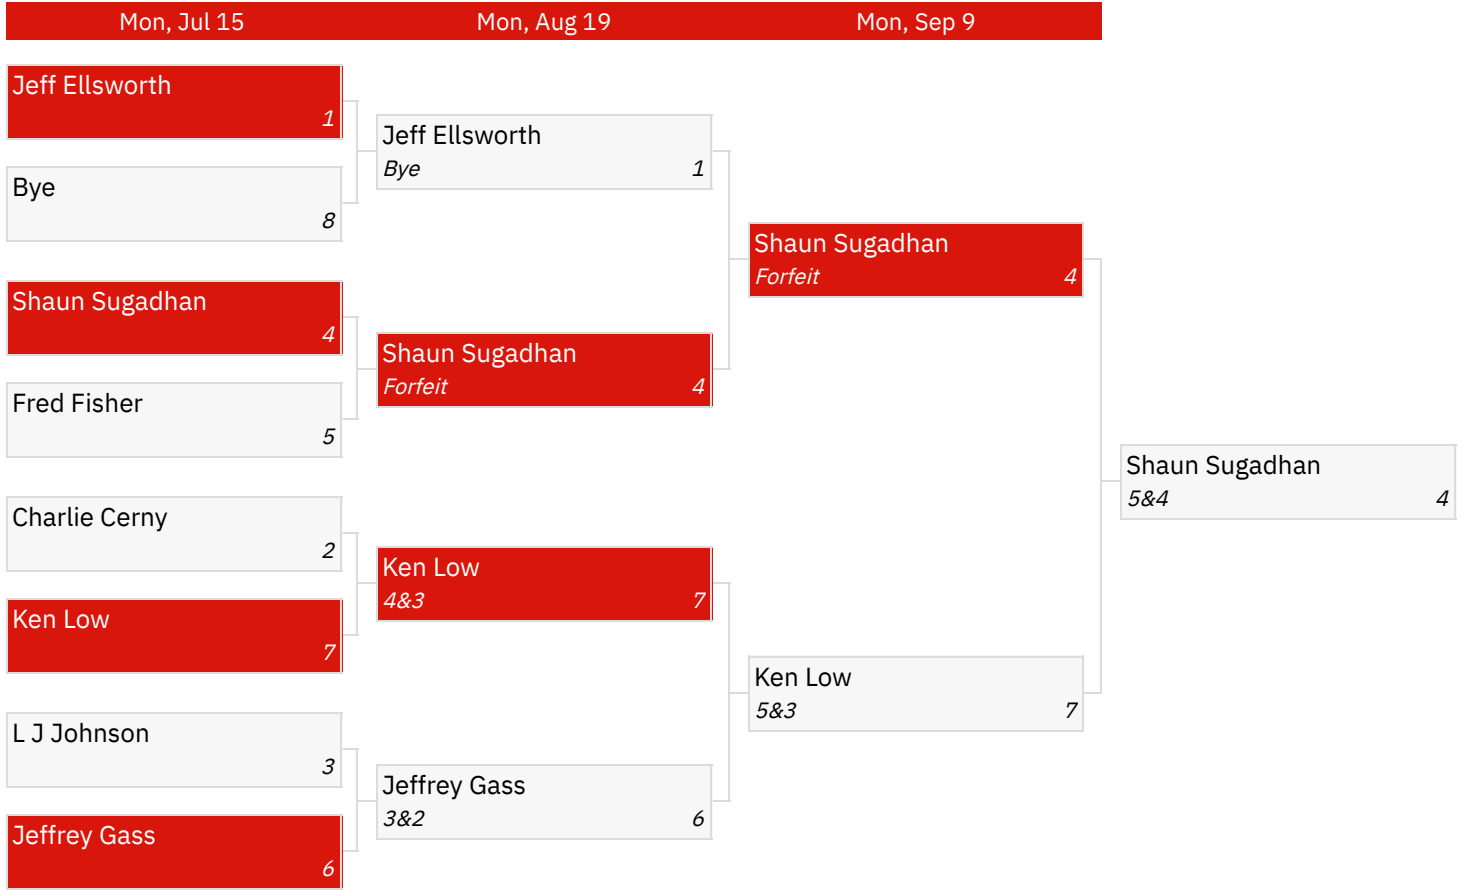 Mon, Jul 15
Mon, Aug 19
Mon, Sep 9
Jeff Ellsworth
1
Bye
8
Shaun Sugadhan
4
Fred Fisher
5
Charlie Cerny
2
Ken Low
7
L J Johnson
3
Jeffrey Gass
6
Jeff Ellsworth
Bye 1
Shaun Sugadhan
Forfeit 4
Ken Low
4&3 7
Jeffrey Gass
3&2 6
Shaun Sugadhan
Forfeit 4
Ken Low
5&3 7
Shaun Sugadhan
5&4 4